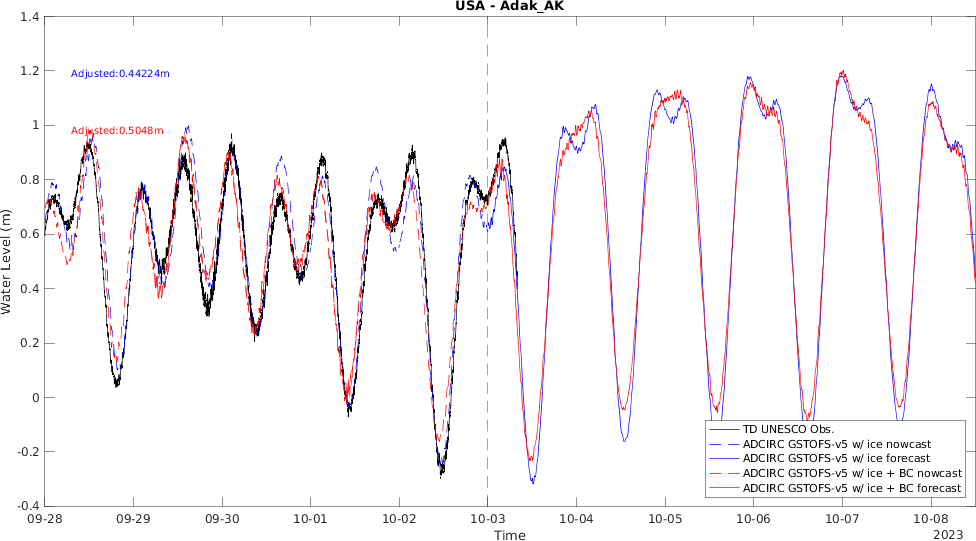 USA - Adak_AK
1.4
1.2
1
0.8
0.6
0.4
0.2
0
-0.2
-0.4
Water Level (m)
Adjusted:0.44224m
Adjusted:0.5048m
TD UNESCO Obs.
ADCIRC GSTOFS-v5 w/ ice nowcast
ADCIRC GSTOFS-v5 w/ ice forecast
ADCIRC GSTOFS-v5 w/ ice + BC nowcast
ADCIRC GSTOFS-v5 w/ ice + BC forecast
09-28 09-29 09-30 10-01 10-02 10-03 10-04 10-05 10-06 10-07 10-08
2023
Time